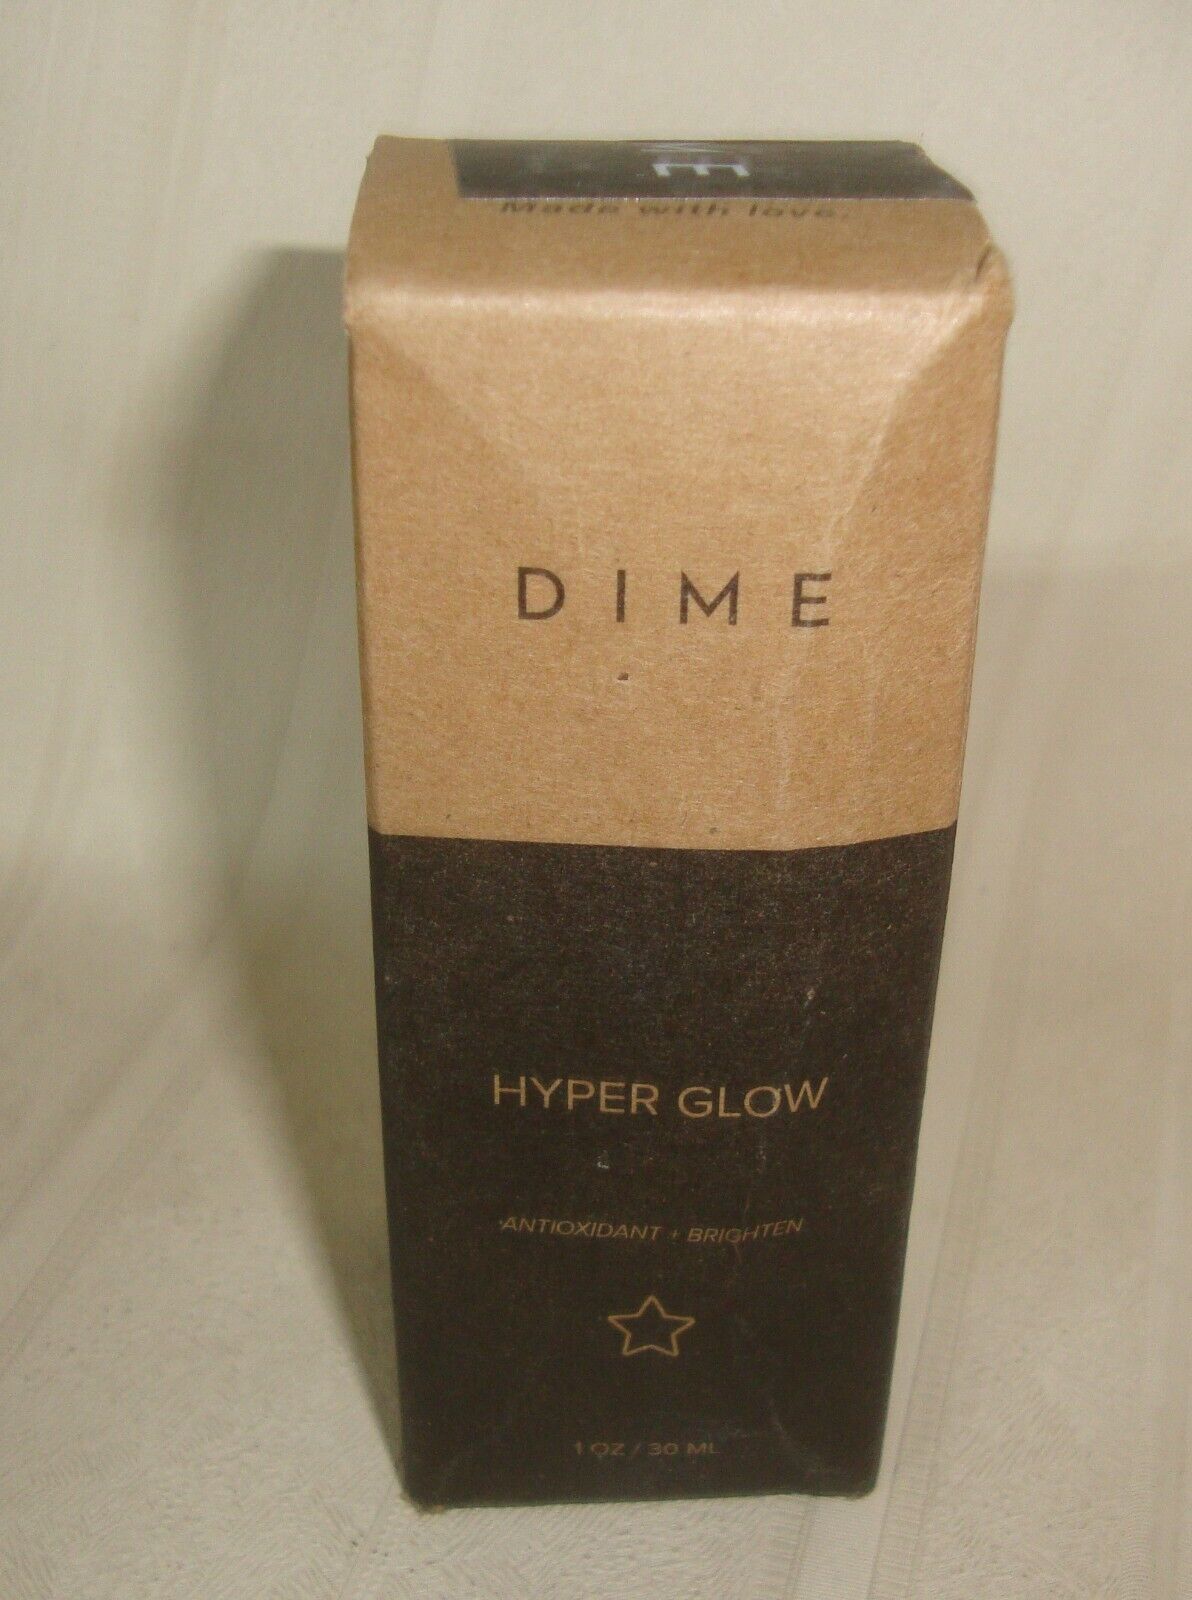 E
Made with love.
DIME
HYPER GLOW
ANTIOXIDANT + BRIGHTEN
1 OZ / 30 ML